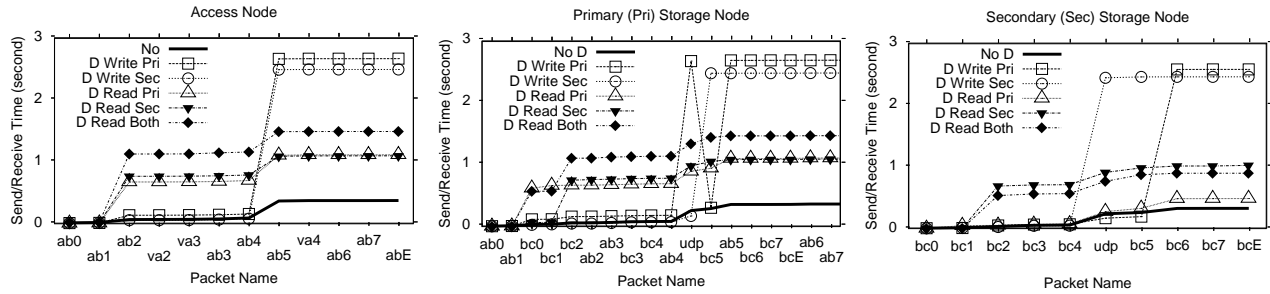 Access Node
Send/Receive Time (second)
3
2
1
0
No
D Write Pri
D Write Sec
D Read Pri
D Read Sec
D Read Both
ab0 ab2 va3 ab4 va4 ab7
ab1 va2 ab3 ab5 ab6 abE
Packet Name
Primary (Pri) Storage Node
Send/Receive Time (second)
3
2
1
0
No D
D Write Pri
D Write Sec
D Read Pri
D Read Sec
D Read Both
ab0 bc0 bc2 ab3 bc4 udp ab5 bc7 ab6
ab1 bc1 ab2 bc3 ab4 bc5 bc6 bcE ab7
Packet Name
Secondary (Sec) Storage Node
Send/Receive Time (second)
3
2
1
0
No D
D Write Pri
D Write Sec
D Read Pri
D Read Sec
D Read Both
bc0 bc1 bc2 bc3 bc4 udp bc5 bc6 bc7 bcE
Packet Name